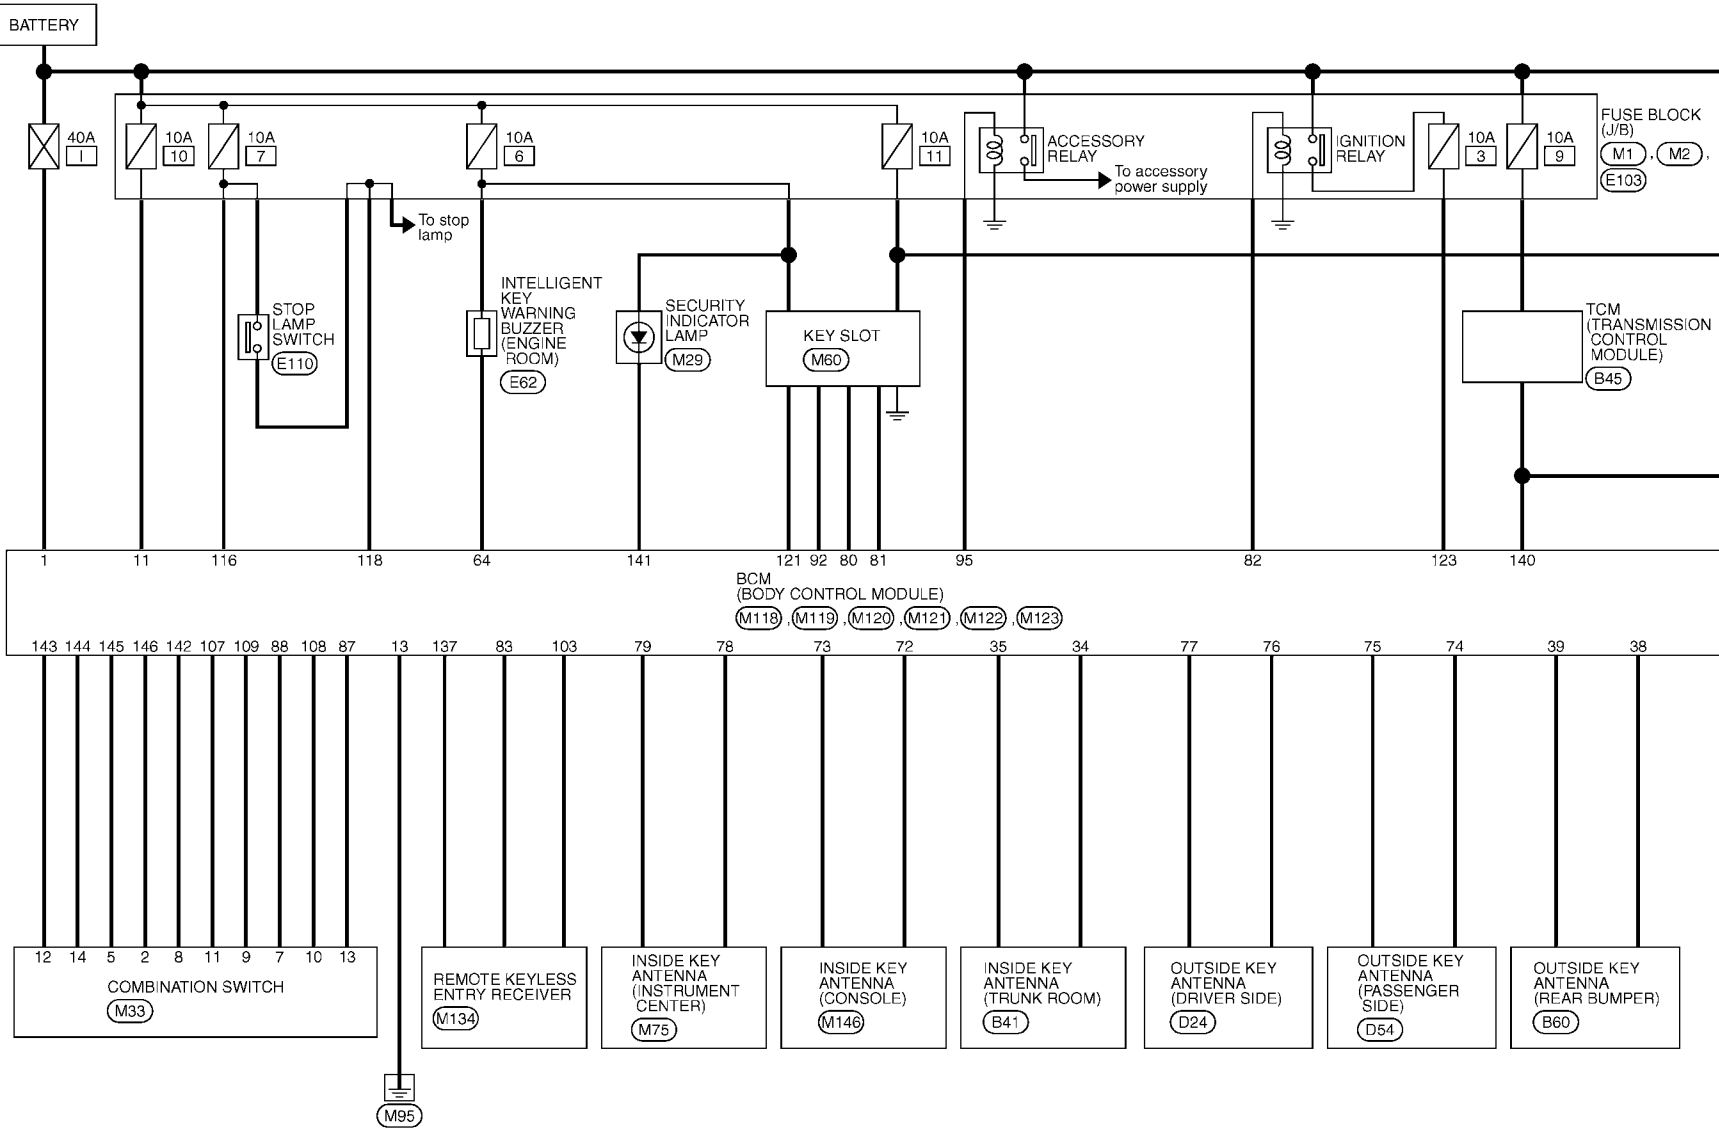 BATTERY
40A
I
10A
10
10A
7
10A
6
10A
11
ACCESSORY
RELAY
To accessory
power supply
IGNITION
RELAY
10A
3
10A
9
FUSE BLOCK
(J/B)
M1 , M2 ,
E103
To stop
lamp
STOP
LAMP
SWITCH
E110
INTELLIGENT
KEY
WARNING
BUZZER
(ENGINE
ROOM)
E62
SECURITY
INDICATOR
LAMP
M29
KEY SLOT
M60
TCM
(TRANSMISSION
CONTROL
MODULE)
B45
1 11 116 118 64 141 121 92 80 81 95 82 123 140
BCM
(BODY CONTROL MODULE)
M118 , M119 , M120 , M121 , M122 , M123
143 144 145 146 142 107 109 88 108 87 13 137 83 103 79 78 73 72 35 34 77 76 75 74 39 38
12 14 5 2 8 11 9 7 10 13
COMBINATION SWITCH
M33
M95
REMOTE KEYLESS
ENTRY RECEIVER
M134
INSIDE KEY
ANTENNA
(INSTRUMENT
CENTER)
M75
INSIDE KEY
ANTENNA
(CONSOLE)
M146
INSIDE KEY
ANTENNA
(TRUNK ROOM)
B41
OUTSIDE KEY
ANTENNA
(DRIVER SIDE)
D24
OUTSIDE KEY
ANTENNA
(PASSENGER
SIDE)
D54
OUTSIDE KEY
ANTENNA
(REAR BUMPER)
B60